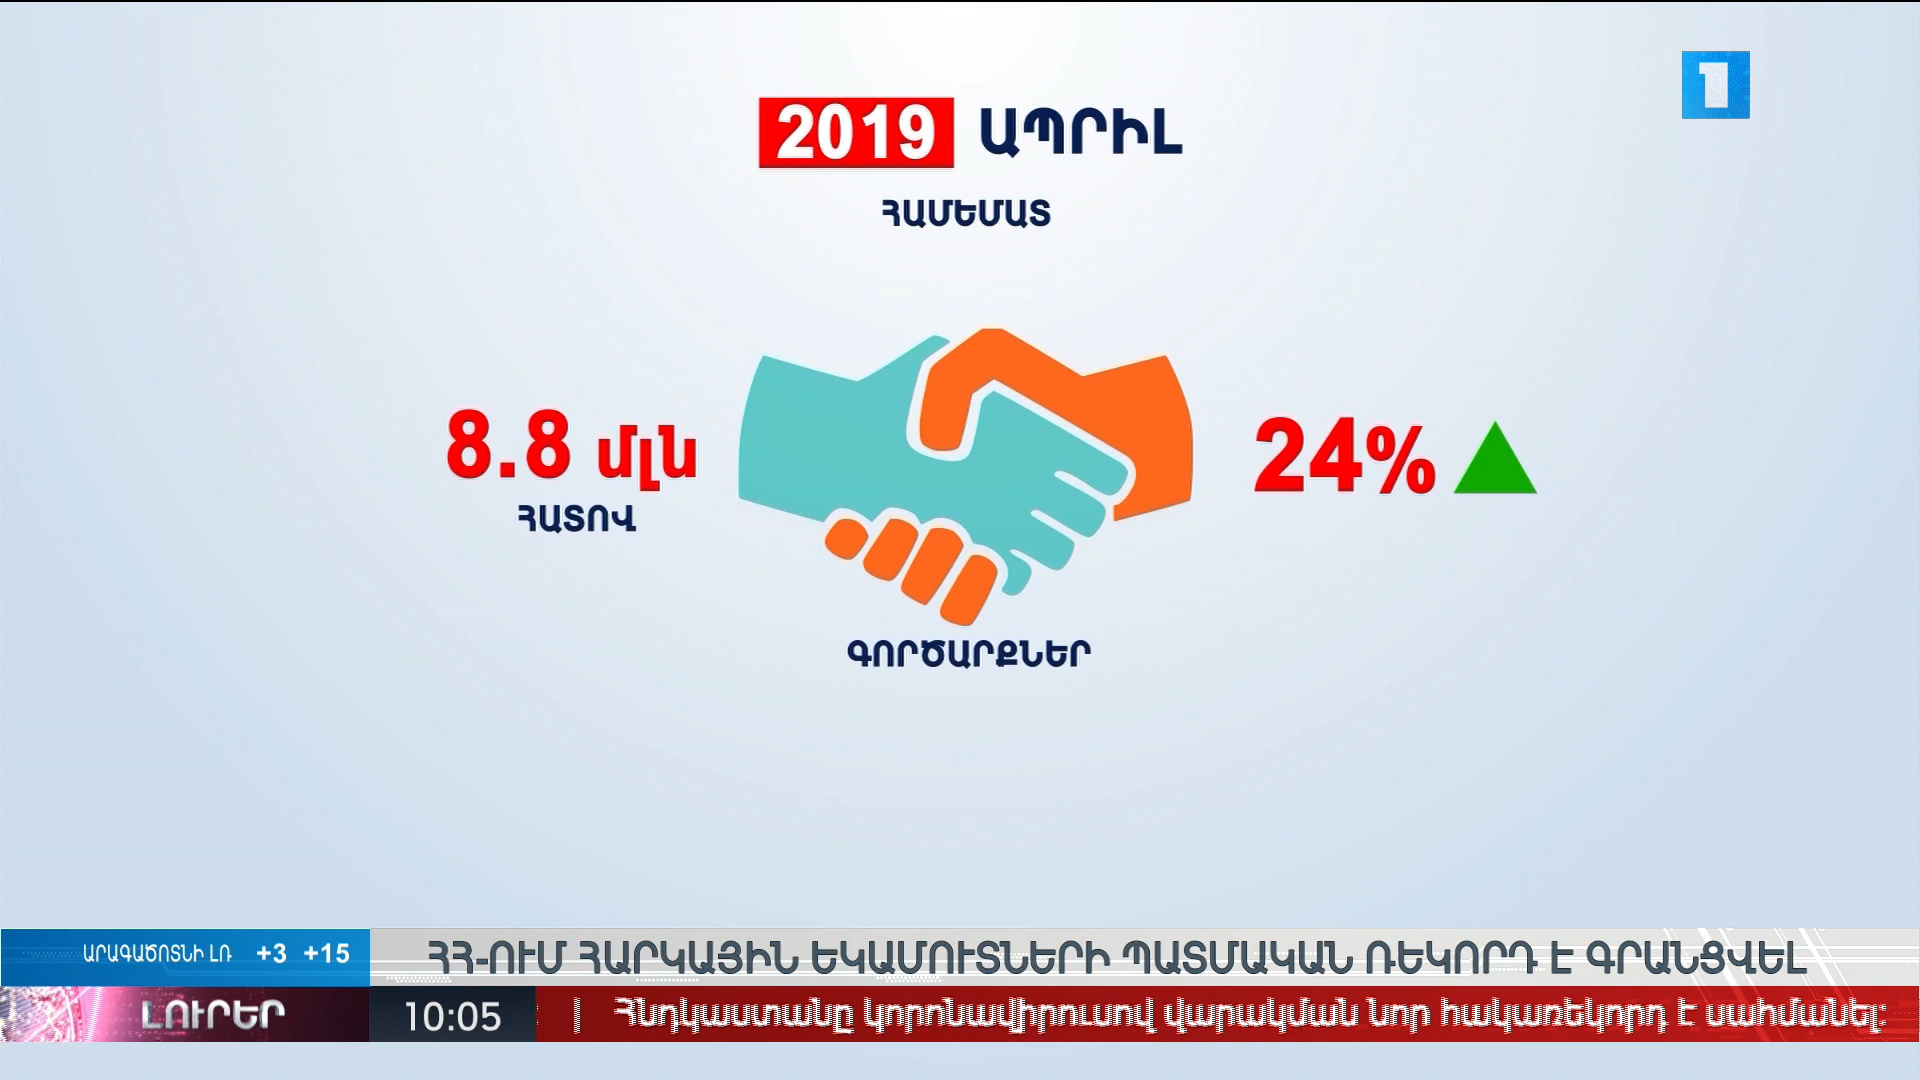 1
2019 ԱՊՐԻԼ
ՀԱՄԵՄԱՏ
8.8 մլն
ՀԱՏՈՎ
24%
ԳՈՐԾԱՐՔՆԵՐ
ԱՐԱԳԱԾՈՏՆԻ ԼՌ +3 +15
ՀՀ-ՈՒՄ ՀԱՐԿԱՅԻՆ ԵԿԱՄՈՒՏՆԵՐԻ ՊԱՏՄԱԿԱՆ ՌԵԿՈՐԴ Է ԳՐԱՆՑՎԵԼ
ԼՈՒՐԵՐ 10:05 | Հնդկաստանը կորոնավիրուսով վարակման նոր հակառեկորդ է սահմանել: